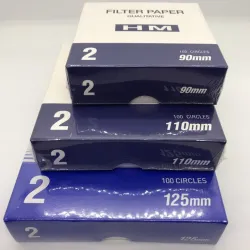 FILTER PAPER
QUALITATIVE
HM
2
100 CIRCLES
90mm
2
90mm
2
100 CIRCLES
110mm
2
110mm
2
100 CIRCLES
125mm
2